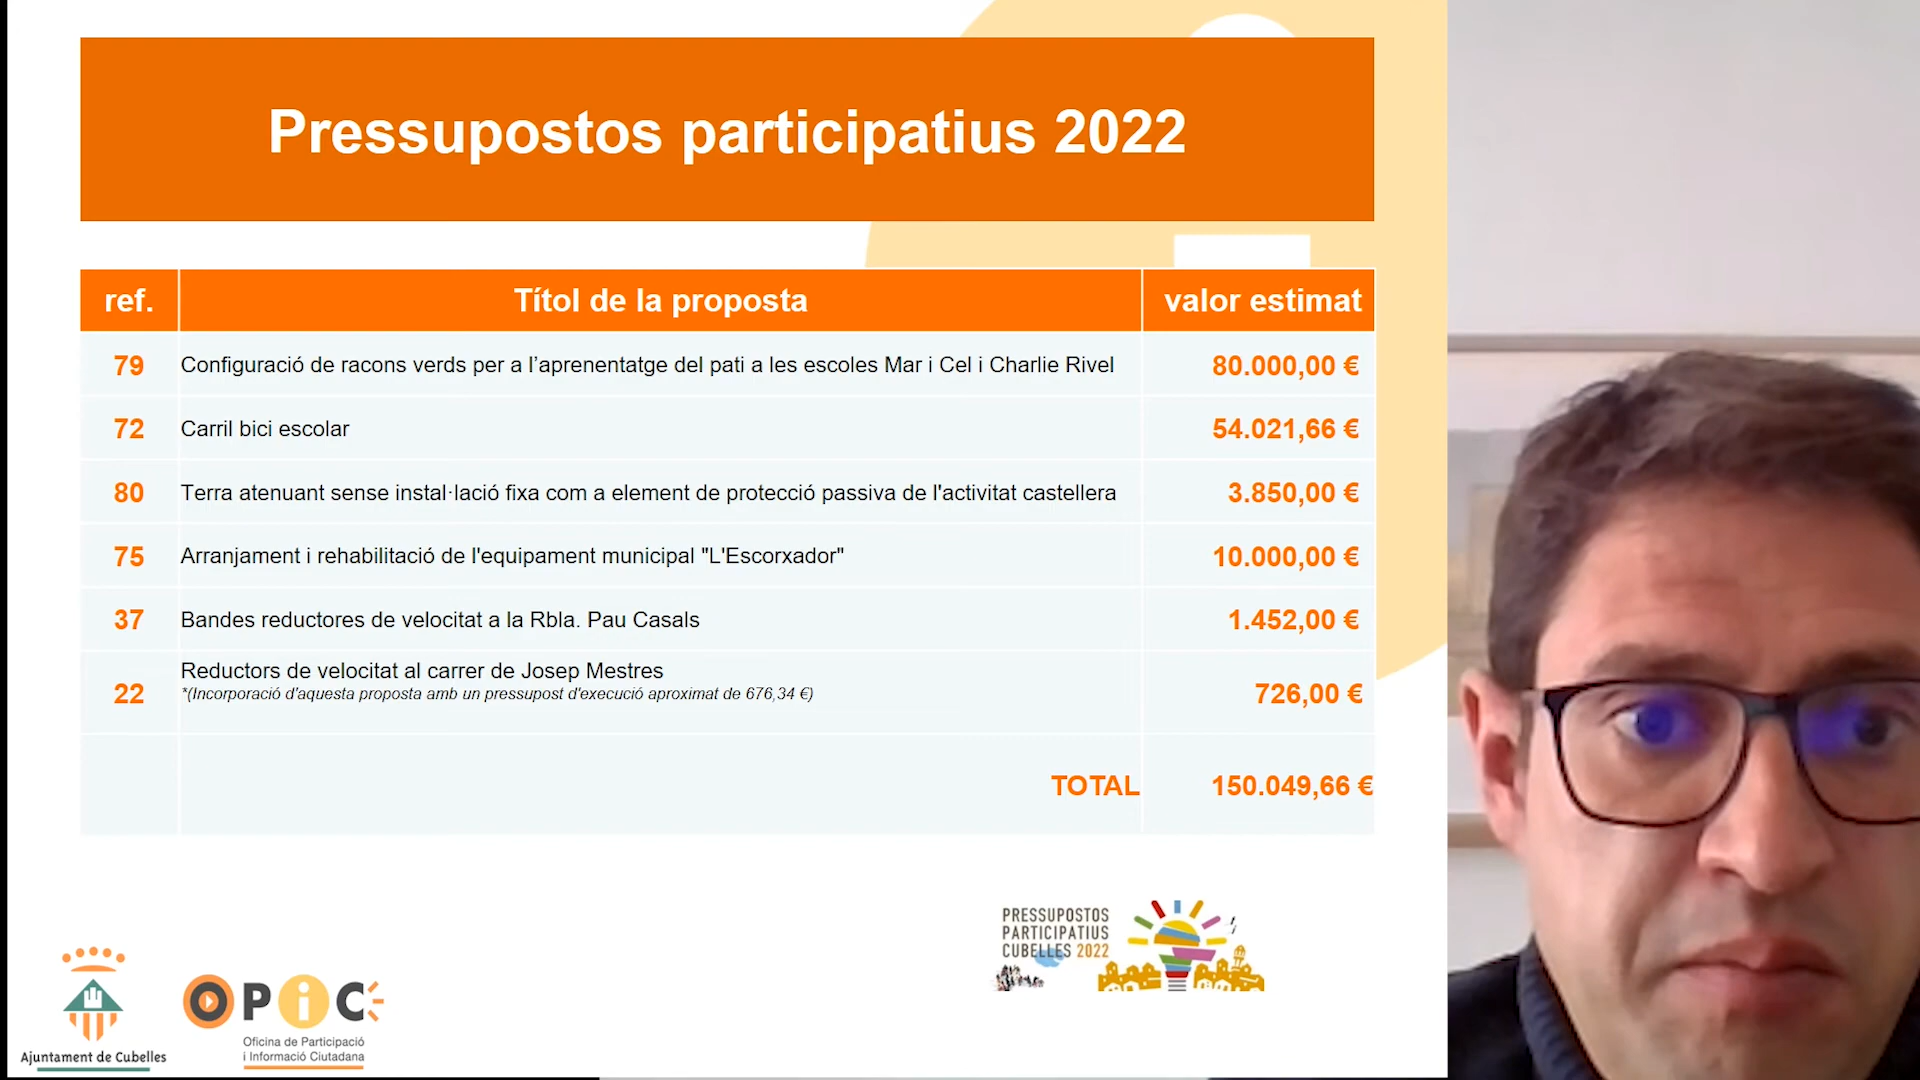 Pressupostos participatius 2022
ref. Títol de la proposta valor estimat
79 Configuració de racons verds per a l’aprenentatge del pati a les escoles Mar i Cel i Charlie Rivel 80.000,00 €
72 Carril bici escolar 54.021,66 €
80 Terra atenuant sense instal·lació fixa com a element de protecció passiva de l'activitat castellera 3.850,00 €
75 Arranjament i rehabilitació de l'equipament municipal "L'Escorxador" 10.000,00 €
37 Bandes reductores de velocitat a la Rbla. Pau Casals 1.452,00 €
Reductors de velocitat al carrer de Josep Mestres
22 *(Incorporació d'aquesta proposta amb un pressupost d'execució aproximat de 676,34 €) 726,00 €
TOTAL 150.049,66 €
PRESSUPOSTOS
PARTICIPATIUS
CUBELLES 2022
Ajuntament de Cubelles
OPiC
Oficina de Participació
i Informació Ciutadana